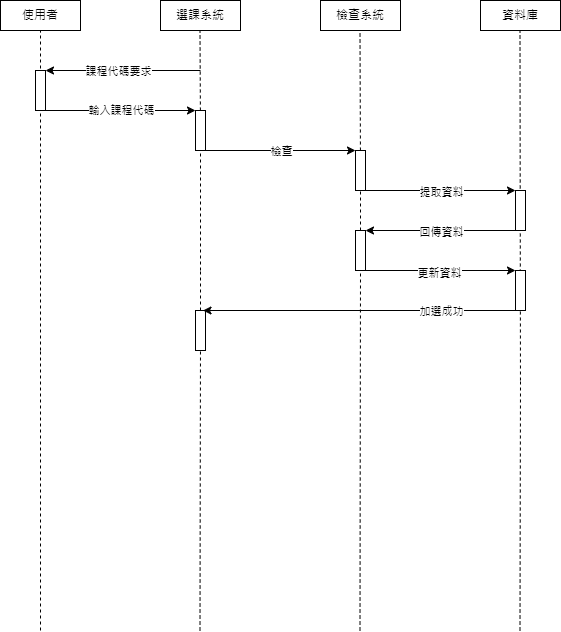 使用者
選課系統
檢查系統
資料庫
課程代碼要求
輸入課程代碼
檢查
提取資料
回傳資料
更新資料
加選成功